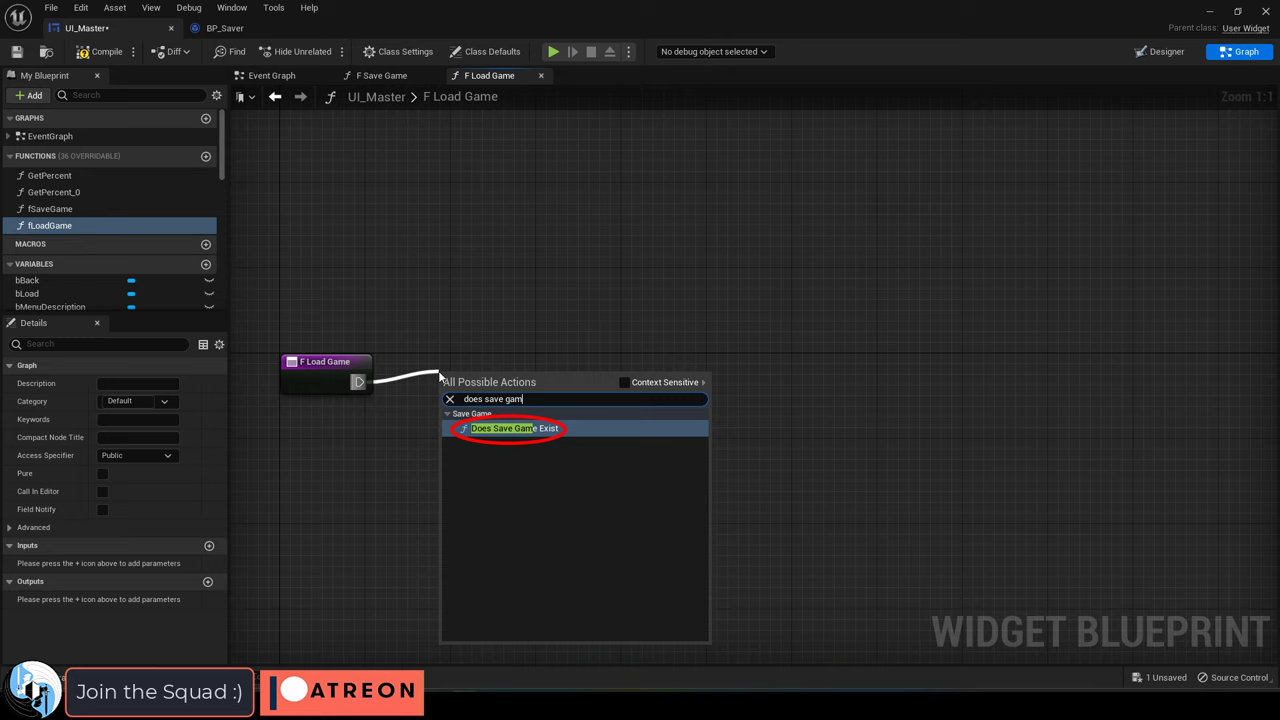 File Edit Asset View Debug Window Tools Help
UI_Master•
BP_Saver
Parent class: User Widget
Compile
Diff
Find
Hide Unrelated
Class Settings
Class Defaults
No debug object selected
Designer
Graph
My Blueprint
Event Graph
F Save Game
F Load Game
Add
Search
UI_Master > F Load Game
Zoom 1:1
GRAPHS
EventGraph
FUNCTIONS (36 OVERRIDABLE)
GetPercent
GetPercent_0
fSaveGame
fLoadGame
MACROS
VARIABLES
bBack
bLoad
bMenuDescription
Details
Search
Graph
Description
Category Default
Keywords
Compact Node Title
Access Specifier Public
Pure
Call In Editor
Field Notify
Advanced
Inputs
Please press the + icon above to add parameters
Outputs
Please press the + icon above to add parameters
F Load Game
All Possible Actions
Context Sensitive
does save gam
Save Game
Does Save Game Exist
WIDGET BLUEPRINT
1 Unsaved
Source Control
Join the Squad :)
PATREON